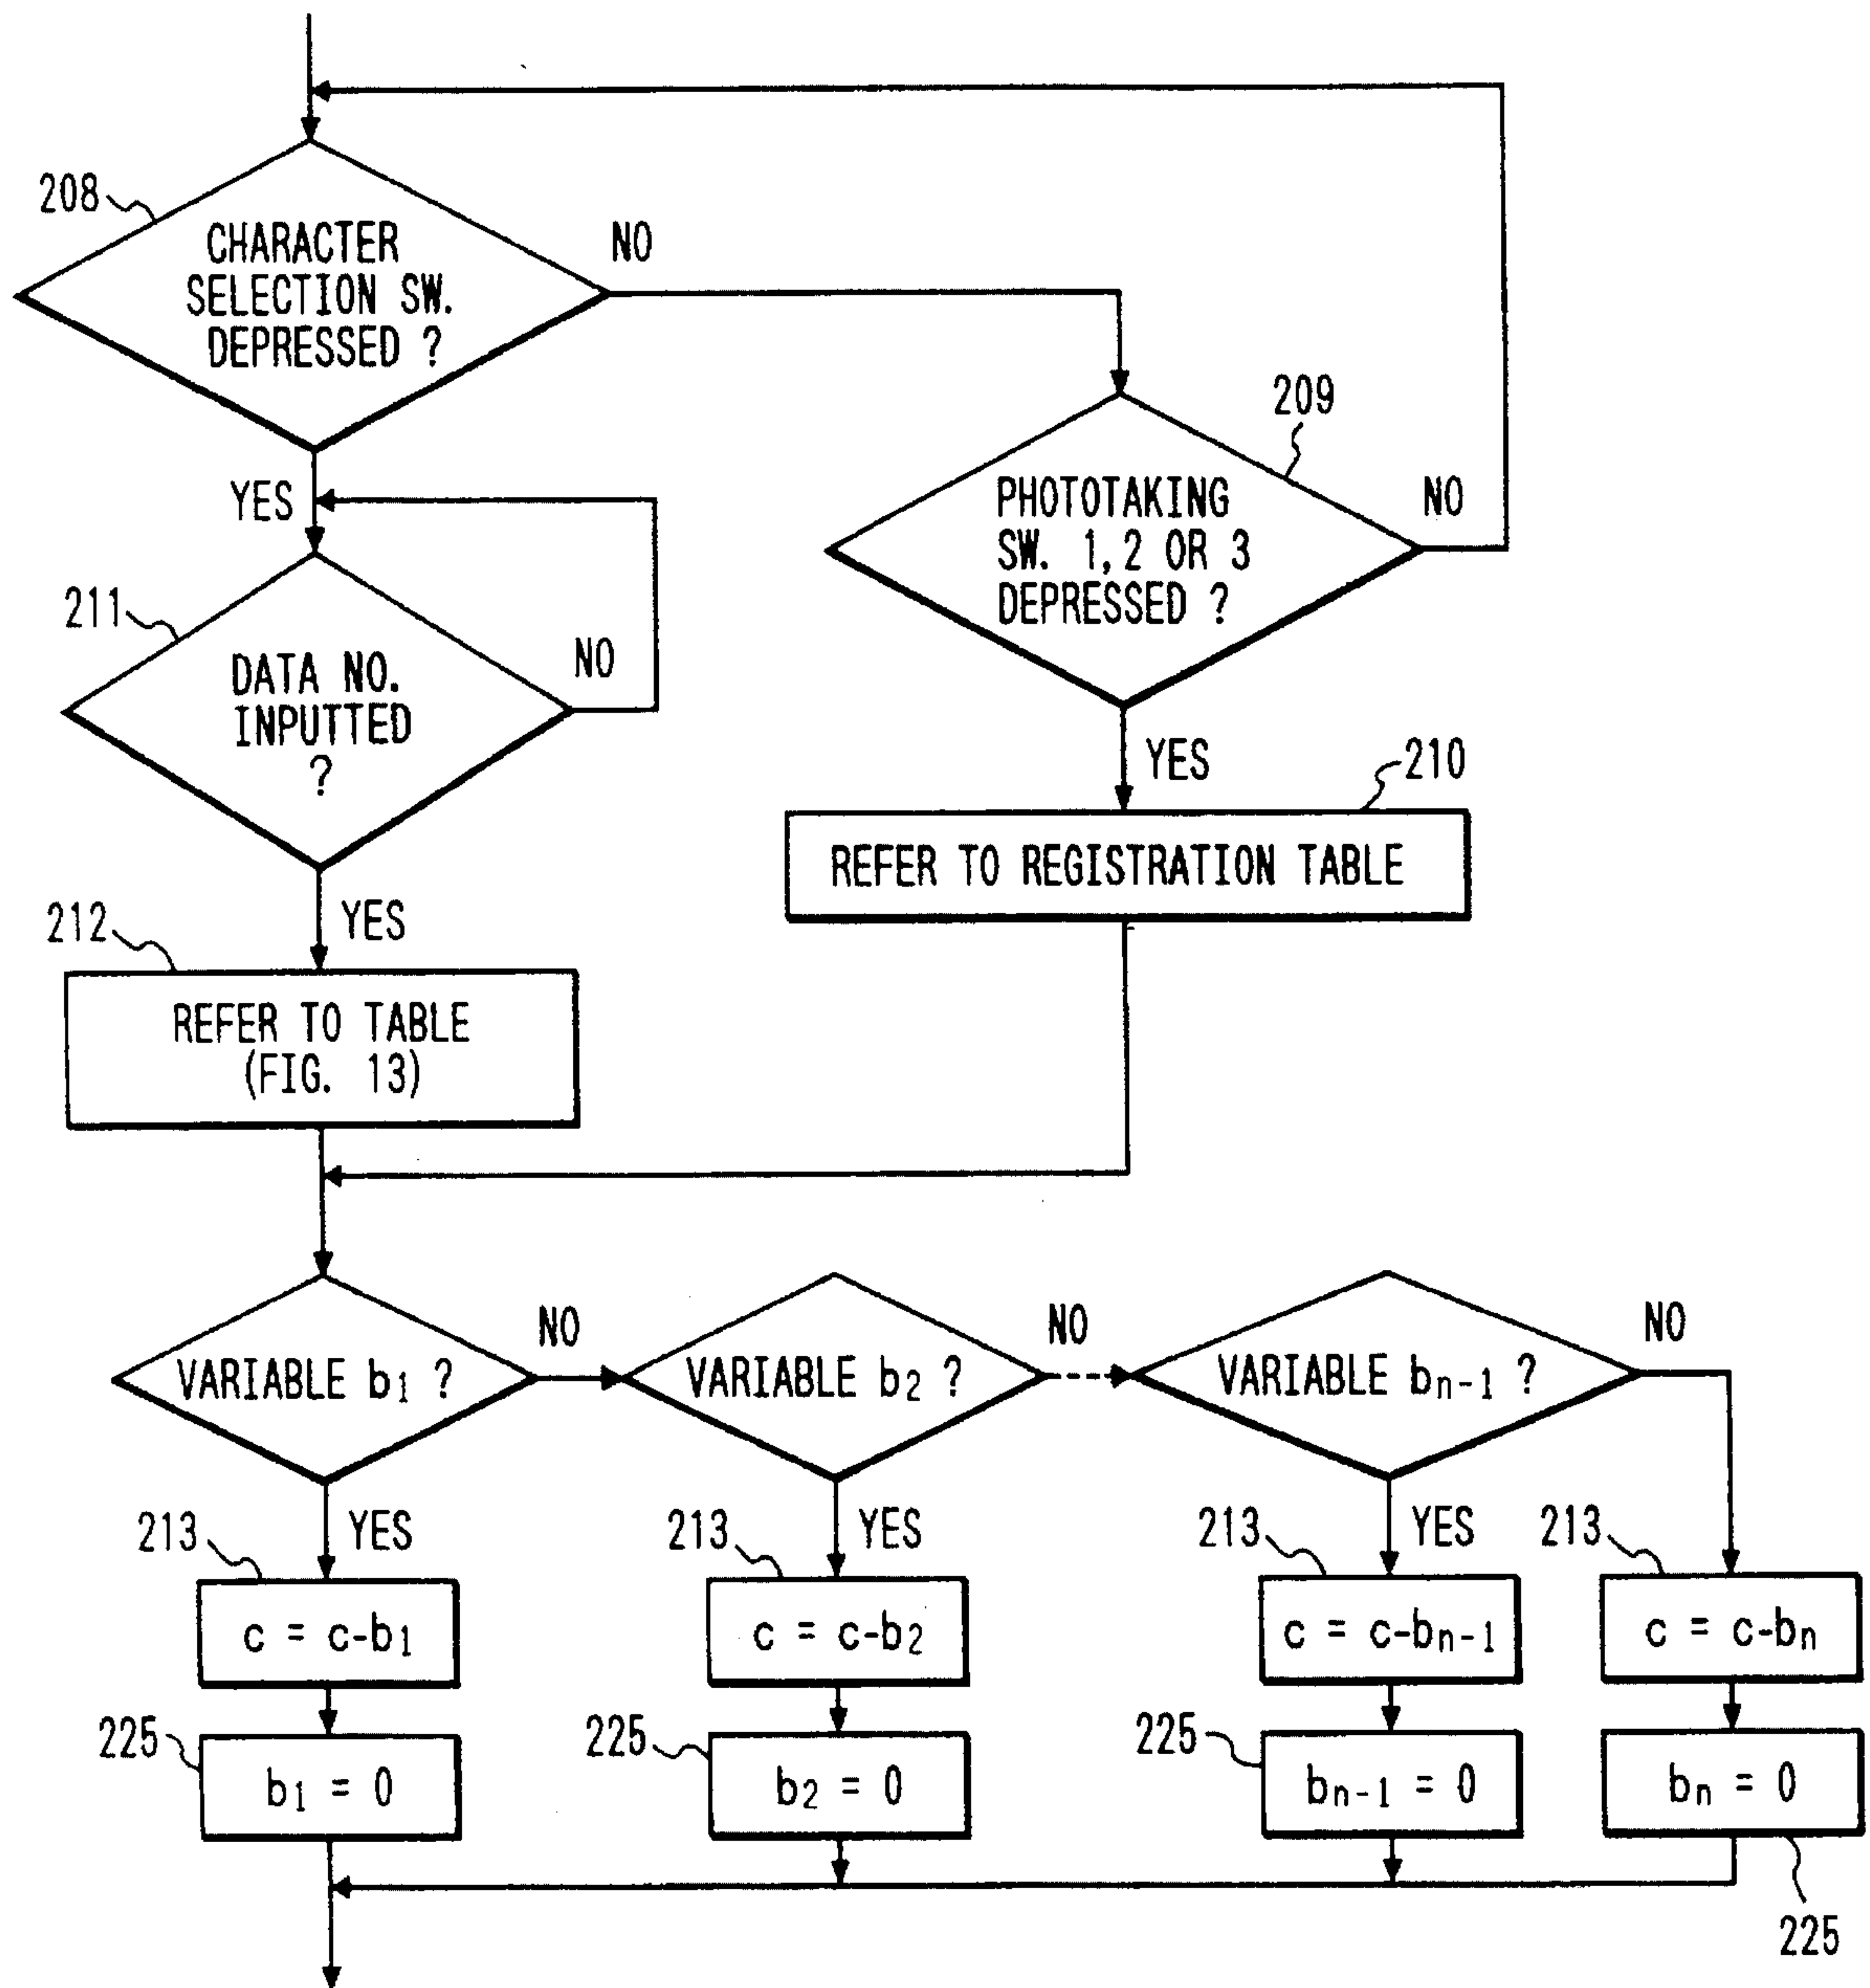 208
CHARACTER
SELECTION SW.
DEPRESSED ?
NO
209
PHOTOTAKING
SW. 1, 2 OR 3
DEPRESSED ?
NO
YES
211
DATA NO.
INPUTTED
?
NO
YES
210
REFER TO REGISTRATION TABLE
YES
212
REFER TO TABLE
(FIG. 13)
VARIABLE b₁ ?
NO
VARIABLE b₂ ?
NO
VARIABLE bₙ₋₁ ?
NO
YES
YES
YES
213
213
213
213
c = c-b₁
c = c-b₂
c = c-bₙ₋₁
c = c-bₙ
225
225
225
b₁ = 0
b₂ = 0
bₙ₋₁ = 0
bₙ = 0
225